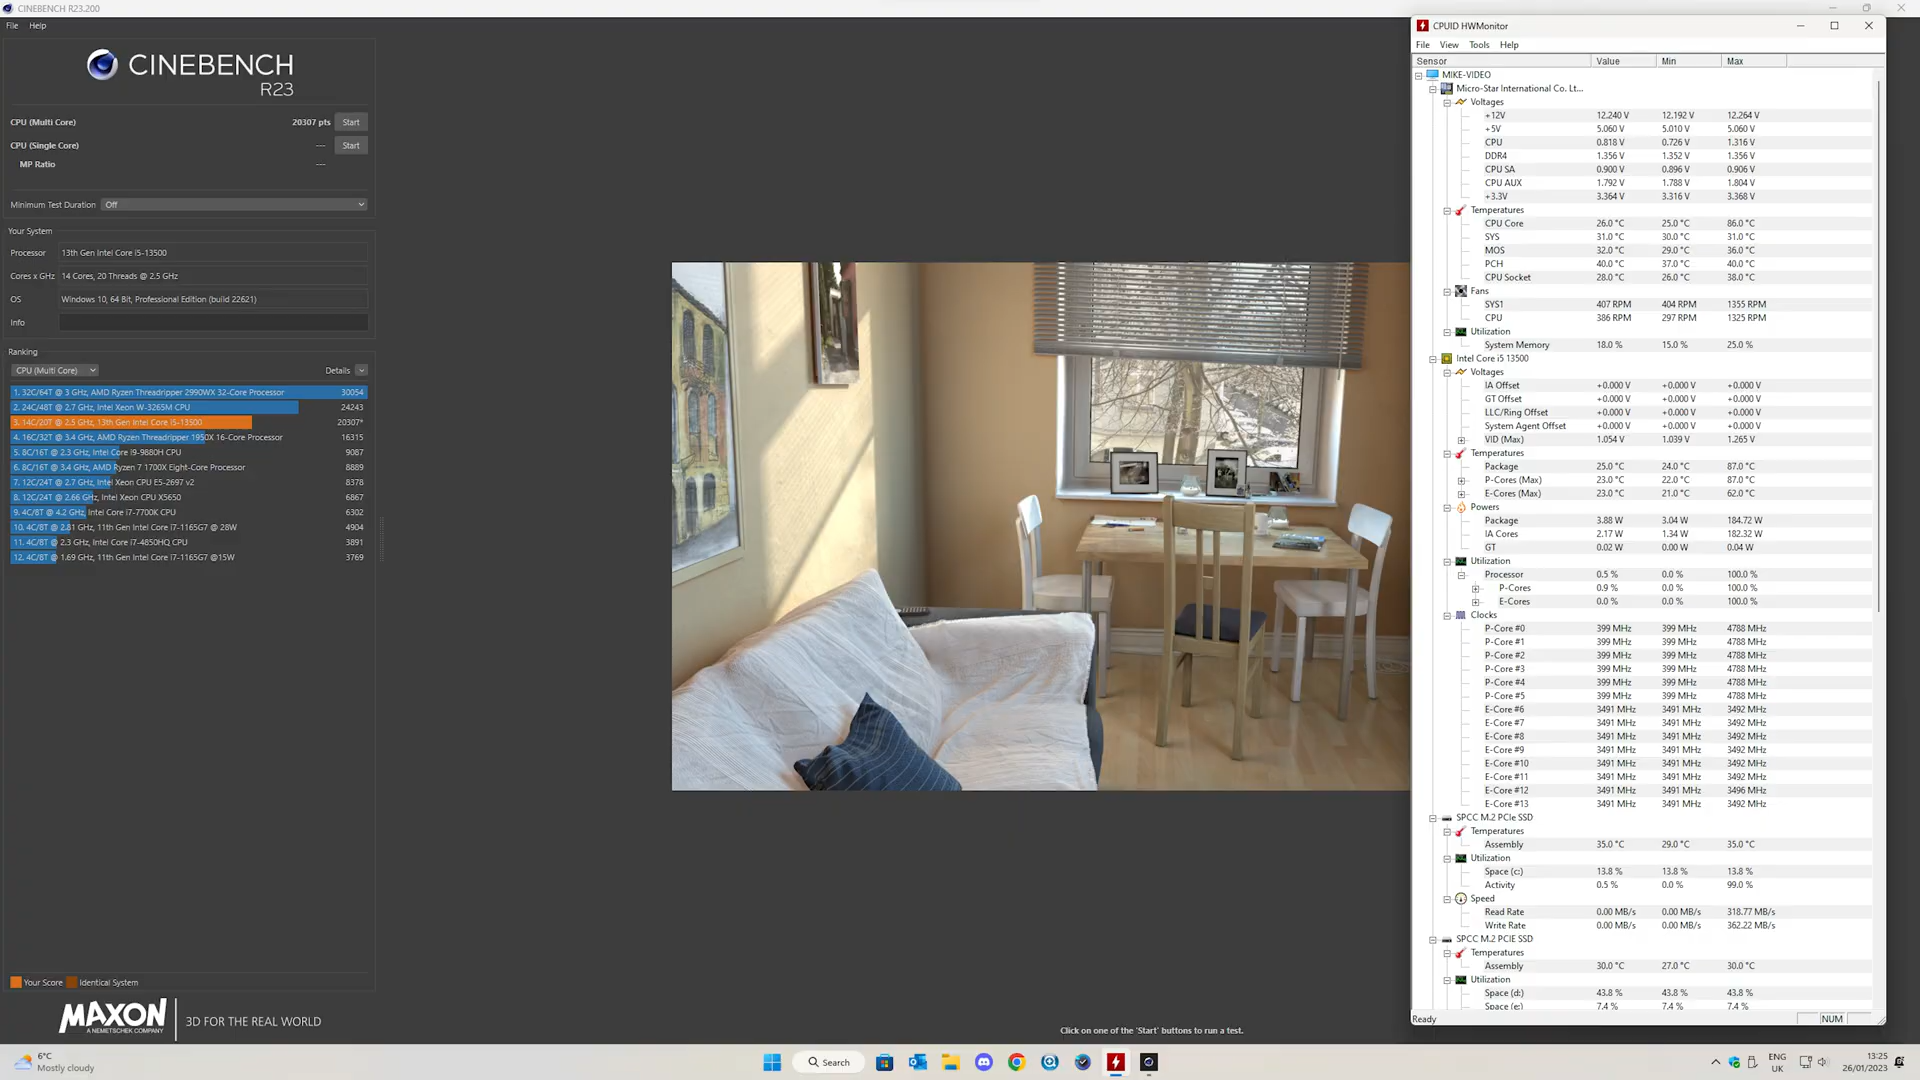 CINEBENCH R23.200
File Help
CINEBENCH
R23
CPU (Multi Core) 20307 pts Start
CPU (Single Core) --- Start
MP Ratio ---
Minimum Test Duration Off
Your System
Processor 13th Gen Intel Core i5-13500
Cores x GHz 14 Cores, 20 Threads @ 2.5 GHz
OS Windows 10, 64 Bit, Professional Edition (build 22621)
Info
Ranking
CPU (Multi Core) Details
1. 32C/64T @ 3 GHz, AMD Ryzen Threadripper 2990WX 32-Core Processor 30054
2. 24C/48T @ 2.7 GHz, Intel Xeon W-3265M CPU 24243
3. 14C/20T @ 2.5 GHz, 13th Gen Intel Core i5-13500 20307*
4. 16C/32T @ 3.4 GHz, AMD Ryzen Threadripper 1950X 16-Core Processor 16315
5. 8C/16T @ 2.3 GHz, Intel Core i9-9880H CPU 9087
6. 8C/16T @ 3.4 GHz, AMD Ryzen 7 1700X Eight-Core Processor 8889
7. 12C/24T @ 2.7 GHz, Intel Xeon CPU E5-2697 v2 8378
8. 12C/24T @ 2.66 GHz, Intel Xeon CPU X5650 6867
9. 4C/8T @ 4.2 GHz, Intel Core i7-7700K CPU 6302
10. 4C/8T @ 2.81 GHz, 11th Gen Intel Core i7-1165G7 @ 28W 4904
11. 4C/8T @ 2.3 GHz, Intel Core i7-4850HQ CPU 3891
12. 4C/8T @ 1.69 GHz, 11th Gen Intel Core i7-1165G7 @15W 3769
Your Score Identical System
MAXON
A NEMETSCHEK COMPANY
3D FOR THE REAL WORLD
Click on one of the 'Start' buttons to run a test.
CPUID HWMonitor
File View Tools Help
Sensor Value Min Max
MIKE-VIDEO
Micro-Star International Co. Lt...
Voltages
+12V 12.240 V 12.192 V 12.264 V
+5V 5.060 V 5.010 V 5.060 V
CPU 0.818 V 0.726 V 1.316 V
DDR4 1.356 V 1.352 V 1.356 V
CPU SA 0.900 V 0.896 V 0.906 V
CPU AUX 1.792 V 1.788 V 1.804 V
+3.3V 3.364 V 3.316 V 3.368 V
Temperatures
CPU Core 26.0 °C 25.0 °C 86.0 °C
SYS 31.0 °C 30.0 °C 31.0 °C
MOS 32.0 °C 29.0 °C 36.0 °C
PCH 40.0 °C 37.0 °C 40.0 °C
CPU Socket 28.0 °C 26.0 °C 38.0 °C
Fans
SYS1 407 RPM 404 RPM 1355 RPM
CPU 386 RPM 297 RPM 1325 RPM
Utilization
System Memory 18.0 % 15.0 % 25.0 %
Intel Core i5 13500
Voltages
IA Offset +0.000 V +0.000 V +0.000 V
GT Offset +0.000 V +0.000 V +0.000 V
LLC/Ring Offset +0.000 V +0.000 V +0.000 V
System Agent Offset +0.000 V +0.000 V +0.000 V
VID (Max) 1.054 V 1.039 V 1.265 V
Temperatures
Package 25.0 °C 24.0 °C 87.0 °C
P-Cores (Max) 23.0 °C 22.0 °C 87.0 °C
E-Cores (Max) 23.0 °C 21.0 °C 62.0 °C
Powers
Package 3.88 W 3.04 W 184.72 W
IA Cores 2.17 W 1.34 W 182.32 W
GT 0.02 W 0.00 W 0.04 W
Utilization
Processor 0.5 % 0.0 % 100.0 %
P-Cores 0.9 % 0.0 % 100.0 %
E-Cores 0.0 % 0.0 % 100.0 %
Clocks
P-Core #0 399 MHz 399 MHz 4788 MHz
P-Core #1 399 MHz 399 MHz 4788 MHz
P-Core #2 399 MHz 399 MHz 4788 MHz
P-Core #3 399 MHz 399 MHz 4788 MHz
P-Core #4 399 MHz 399 MHz 4788 MHz
P-Core #5 399 MHz 399 MHz 4788 MHz
E-Core #6 3491 MHz 3491 MHz 3492 MHz
E-Core #7 3491 MHz 3491 MHz 3492 MHz
E-Core #8 3491 MHz 3491 MHz 3492 MHz
E-Core #9 3491 MHz 3491 MHz 3492 MHz
E-Core #10 3491 MHz 3491 MHz 3492 MHz
E-Core #11 3491 MHz 3491 MHz 3492 MHz
E-Core #12 3491 MHz 3491 MHz 3496 MHz
E-Core #13 3491 MHz 3491 MHz 3492 MHz
SPCC M.2 PCIe SSD
Temperatures
Assembly 35.0 °C 29.0 °C 35.0 °C
Utilization
Space (c:) 13.8 % 13.8 % 13.8 %
Activity 0.5 % 0.0 % 99.0 %
Speed
Read Rate 0.00 MB/s 0.00 MB/s 318.77 MB/s
Write Rate 0.00 MB/s 0.00 MB/s 362.22 MB/s
SPCC M.2 PCIE SSD
Temperatures
Assembly 30.0 °C 27.0 °C 30.0 °C
Utilization
Space (d:) 43.8 % 43.8 % 43.8 %
Space (e:) 7.4 % 7.4 % 7.4 %
Ready NUM
6°C
Mostly cloudy
Search
ENG
UK
13:25
26/01/2023